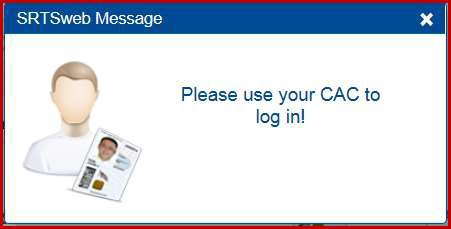 SRTSweb Message
Please use your CAC to
log in!